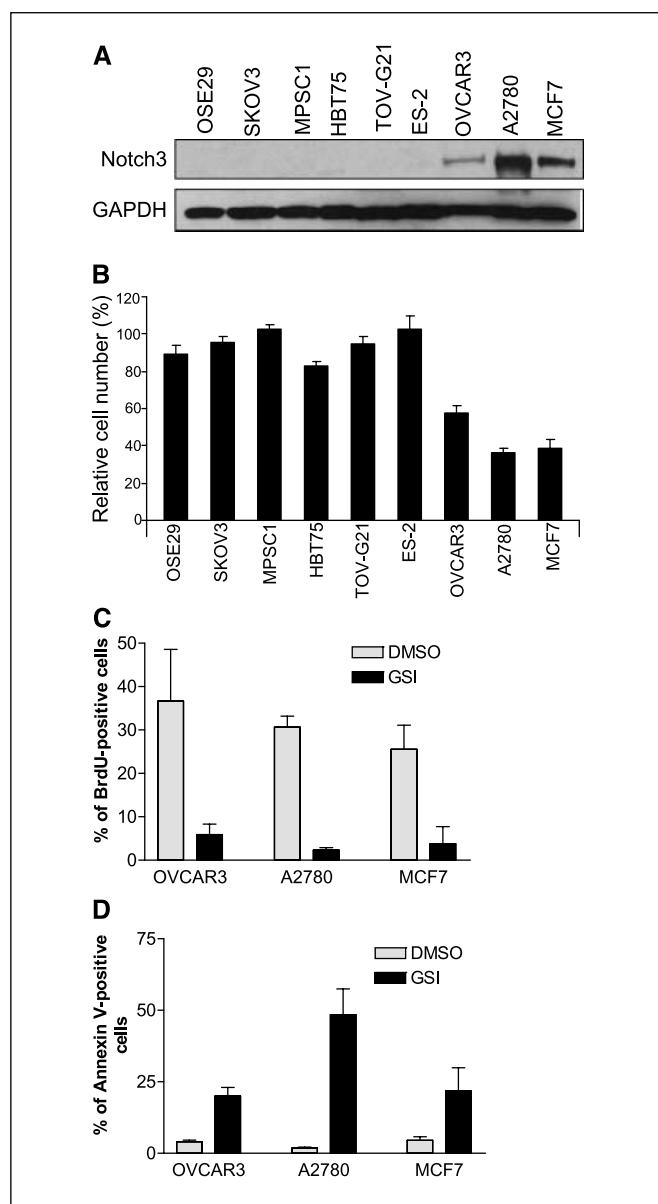 A
OSE29
SKOV3
MPSC1
HBT75
TOV-G21
ES-2
OVCAR3
A2780
MCF7
Notch3
GAPDH
B
Relative cell number (%)
120
100
80
60
40
20
0
OSE29
SKOV3
MPSC1
HBT75
TOV-G21
ES-2
OVCAR3
A2780
MCF7
C
% of BrdU-positive cells
50
40
30
20
10
0
DMSO
GSI
OVCAR3
A2780
MCF7
D
% of Annexin V-positive
cells
75
50
25
0
DMSO
GSI
OVCAR3
A2780
MCF7